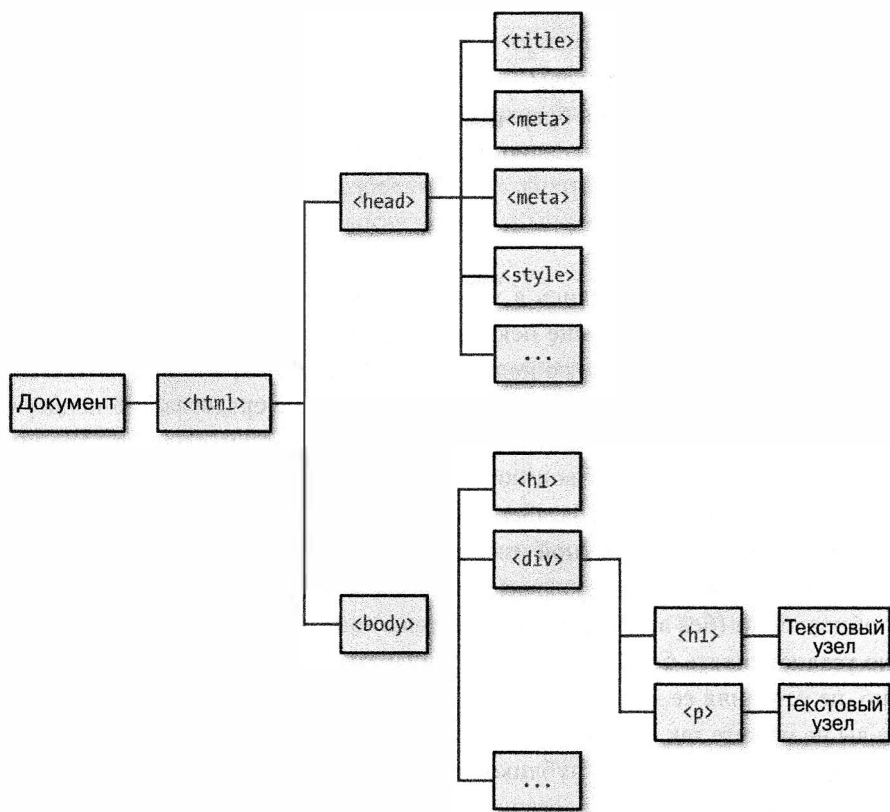 <title>
<meta>
<head>
<meta>
<style>
...
Документ
<html>
<h1>
<div>
<body>
<h1>
Текстовый
узел
<p>
Текстовый
узел
...